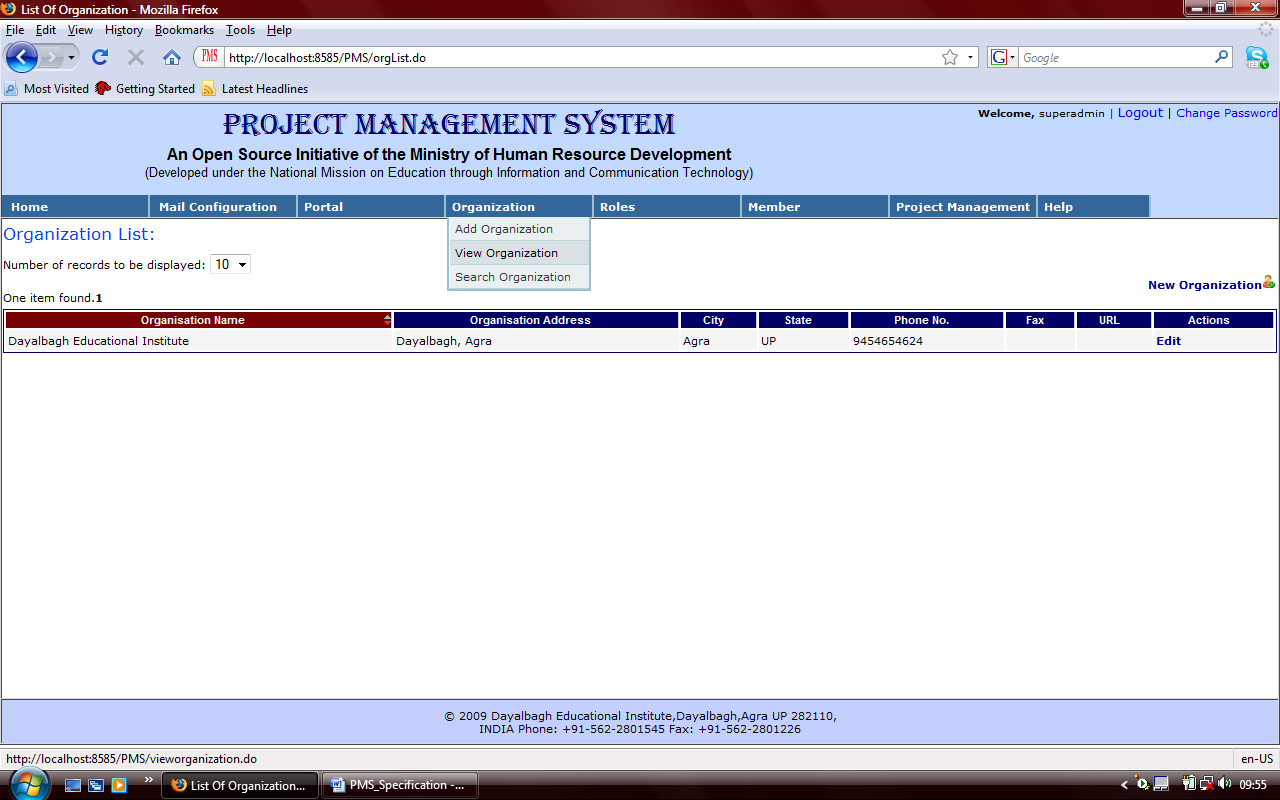 List Of Organization - Mozilla Firefox
File Edit View History Bookmarks Tools Help
PMS http://localhost:8585/PMS/orgList.do G Google
Most Visited Getting Started Latest Headlines
PROJECT MANAGEMENT SYSTEM
Welcome, superadmin | Logout | Change Password
An Open Source Initiative of the Ministry of Human Resource Development
(Developed under the National Mission on Education through Information and Communication Technology)
Home Mail Configuration Portal Organization Roles Member Project Management Help
Add Organization
View Organization
Search Organization
Organization List:
Number of records to be displayed: 10
New Organization
One item found.1
Organisation Name Organisation Address City State Phone No. Fax URL Actions
Dayalbagh Educational Institute Dayalbagh, Agra Agra UP 9454654624 Edit
© 2009 Dayalbagh Educational Institute,Dayalbagh,Agra UP 282110,
INDIA Phone: +91-562-2801545 Fax: +91-562-2801226
http://localhost:8585/PMS/vieworganization.do en-US
» List Of Organization... PMS_Specification -... < 09:55